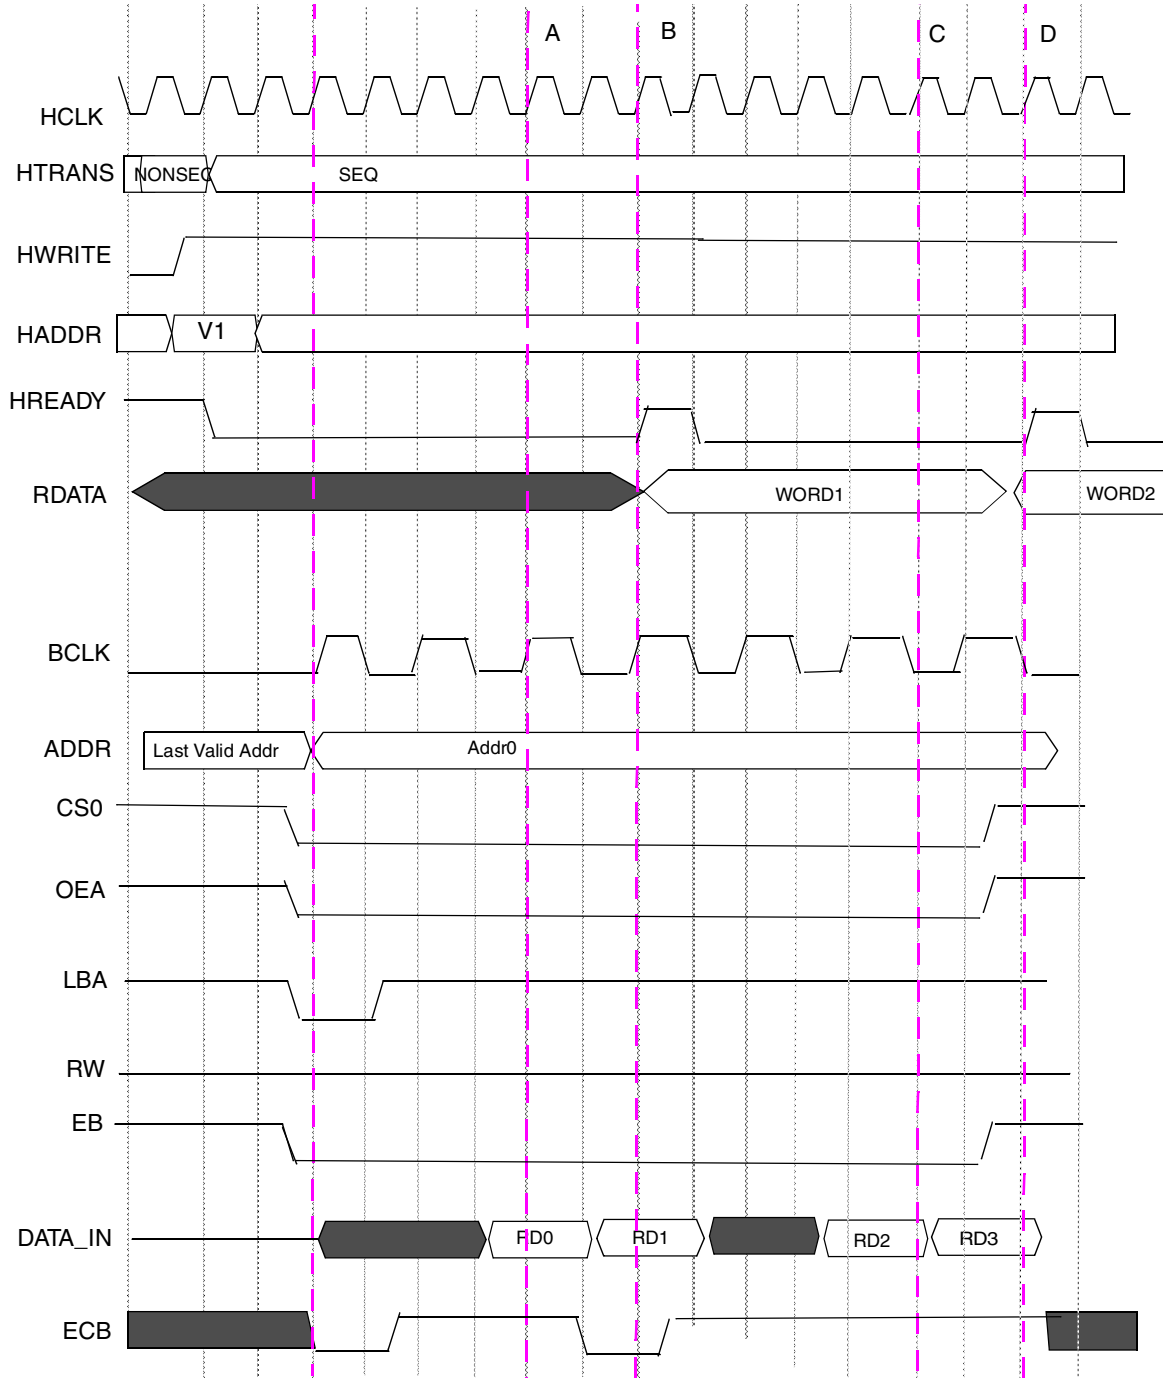 A B C D
HCLK
HTRANS NONSEQ SEQ
HWRITE
HADDR V1
HREADY
RDATA WORD1 WORD2
BCLK
ADDR Last Valid Addr Addr0
CS0
OEA
LBA
RW
EB
DATA_IN RD0 RD1 RD2 RD3
ECB